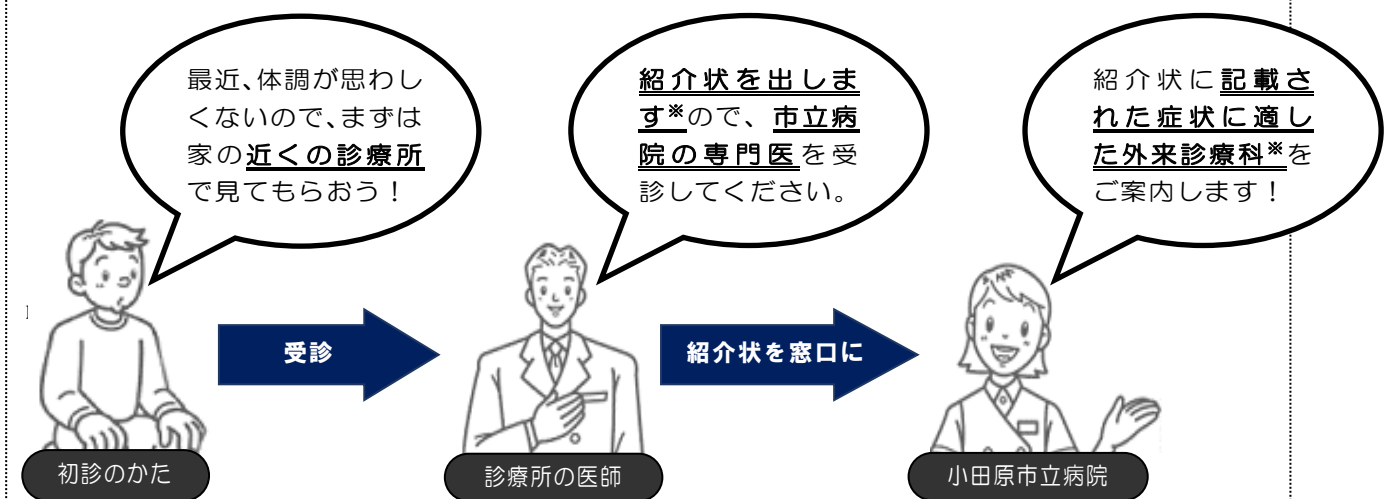 最近、体調が思わし
くないので、まずは
家の近くの診療所
で見てもらおう！
紹介状を出しま
す※ので、市立病
院の専門医を受
診してください。
紹介状に記載さ
れた症状に適し
た外来診療科※を
ご案内します！
受診
紹介状を窓口に
初診のかた
診療所の医師
小田原市立病院